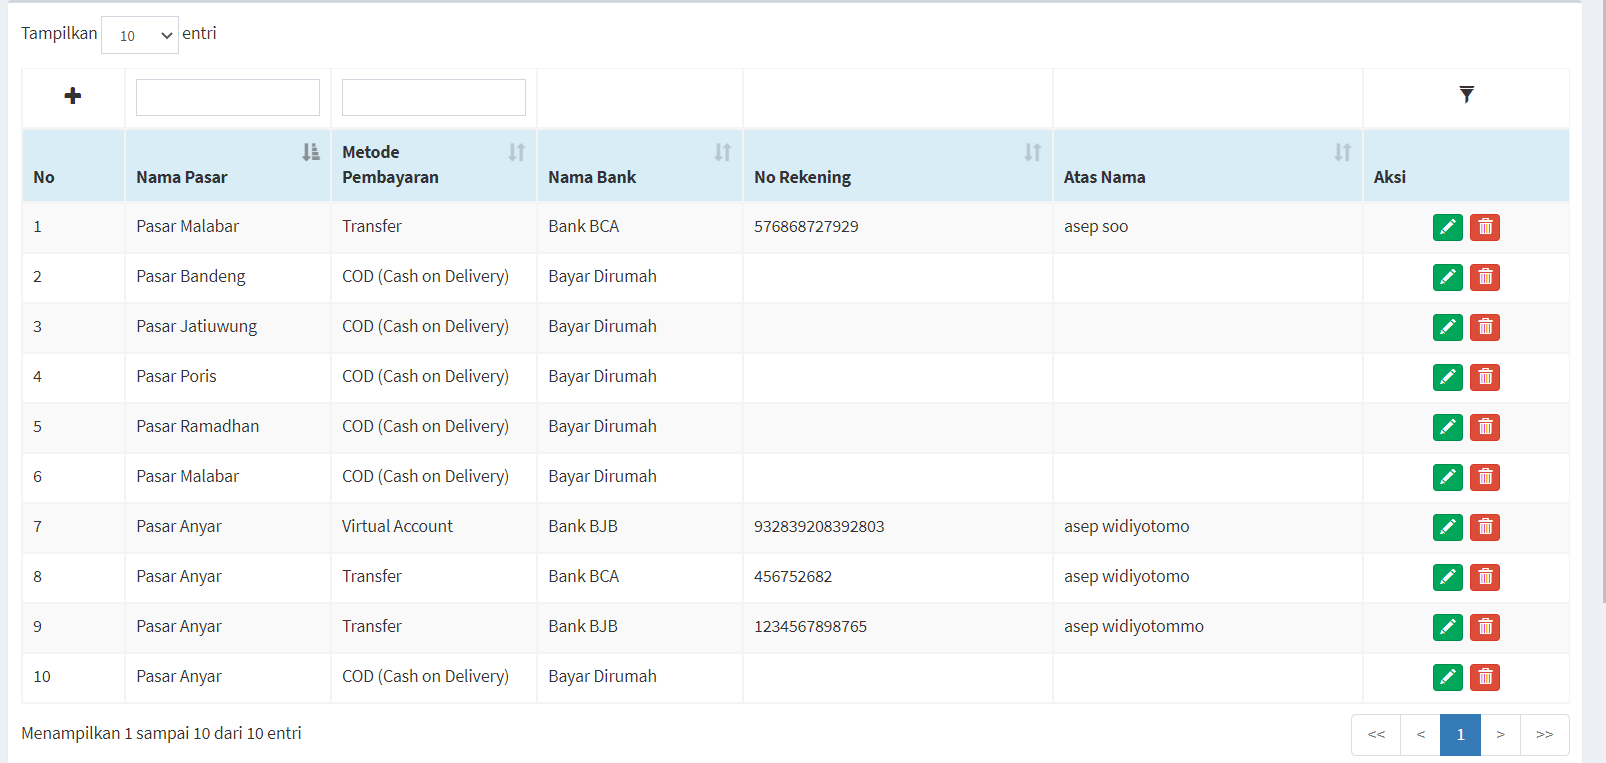 Tampilkan 10 entri
No Nama Pasar Metode Pembayaran Nama Bank No Rekening Atas Nama Aksi
1 Pasar Malabar Transfer Bank BCA 576868727929 asep soo
2 Pasar Bandeng COD (Cash on Delivery) Bayar Dirumah
3 Pasar Jatiuwung COD (Cash on Delivery) Bayar Dirumah
4 Pasar Poris COD (Cash on Delivery) Bayar Dirumah
5 Pasar Ramadhan COD (Cash on Delivery) Bayar Dirumah
6 Pasar Malabar COD (Cash on Delivery) Bayar Dirumah
7 Pasar Anyar Virtual Account Bank BJB 932839208392803 asep widiyotomo
8 Pasar Anyar Transfer Bank BCA 456752682 asep widiyotomo
9 Pasar Anyar Transfer Bank BJB 1234567898765 asep widiyotommo
10 Pasar Anyar COD (Cash on Delivery) Bayar Dirumah
Menampilkan 1 sampai 10 dari 10 entri << < 1 > >>